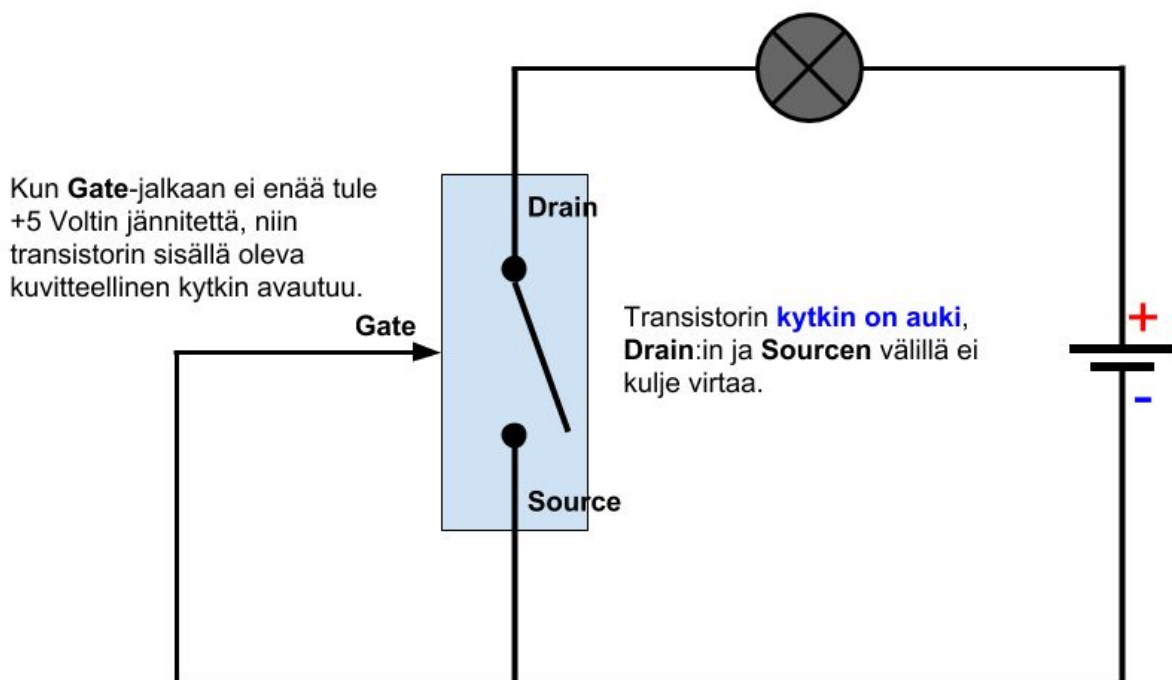 Kun Gate-jalkaan ei enää tule
+5 Voltin jännitettä, niin
transistorin sisällä oleva
kuvitteellinen kytkin avautuu.
Drain
Gate
Source
Transistorin kytkin on auki,
Drain:in ja Sourcen välillä ei
kulje virtaa.
+
-